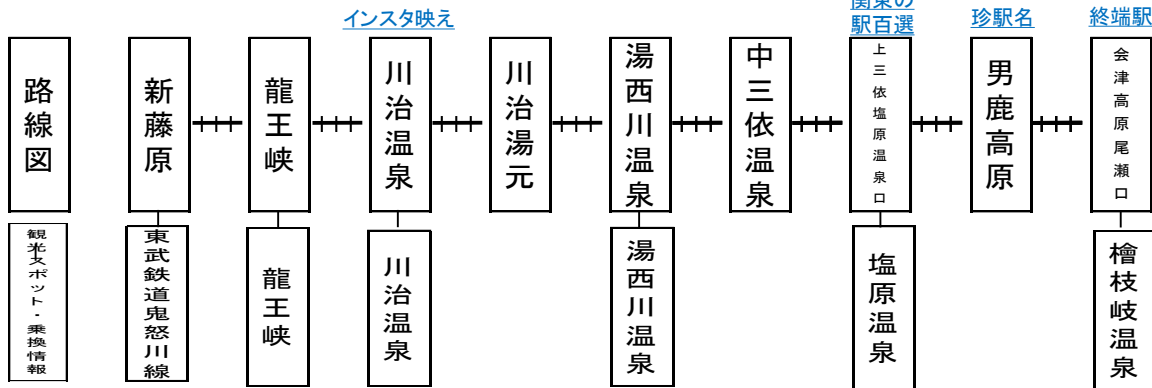 インスタ映え
関東の
駅百選
珍駅名
終端駅
路線図
新藤原
龍王峡
川治温泉
川治湯元
湯西川温泉
中三依温泉
上三依塩原温泉口
男鹿高原
会津高原尾瀬口
観光スポット・乗換情報
東武鉄道鬼怒川線
龍王峡
川治温泉
湯西川温泉
塩原温泉
檜枝岐温泉